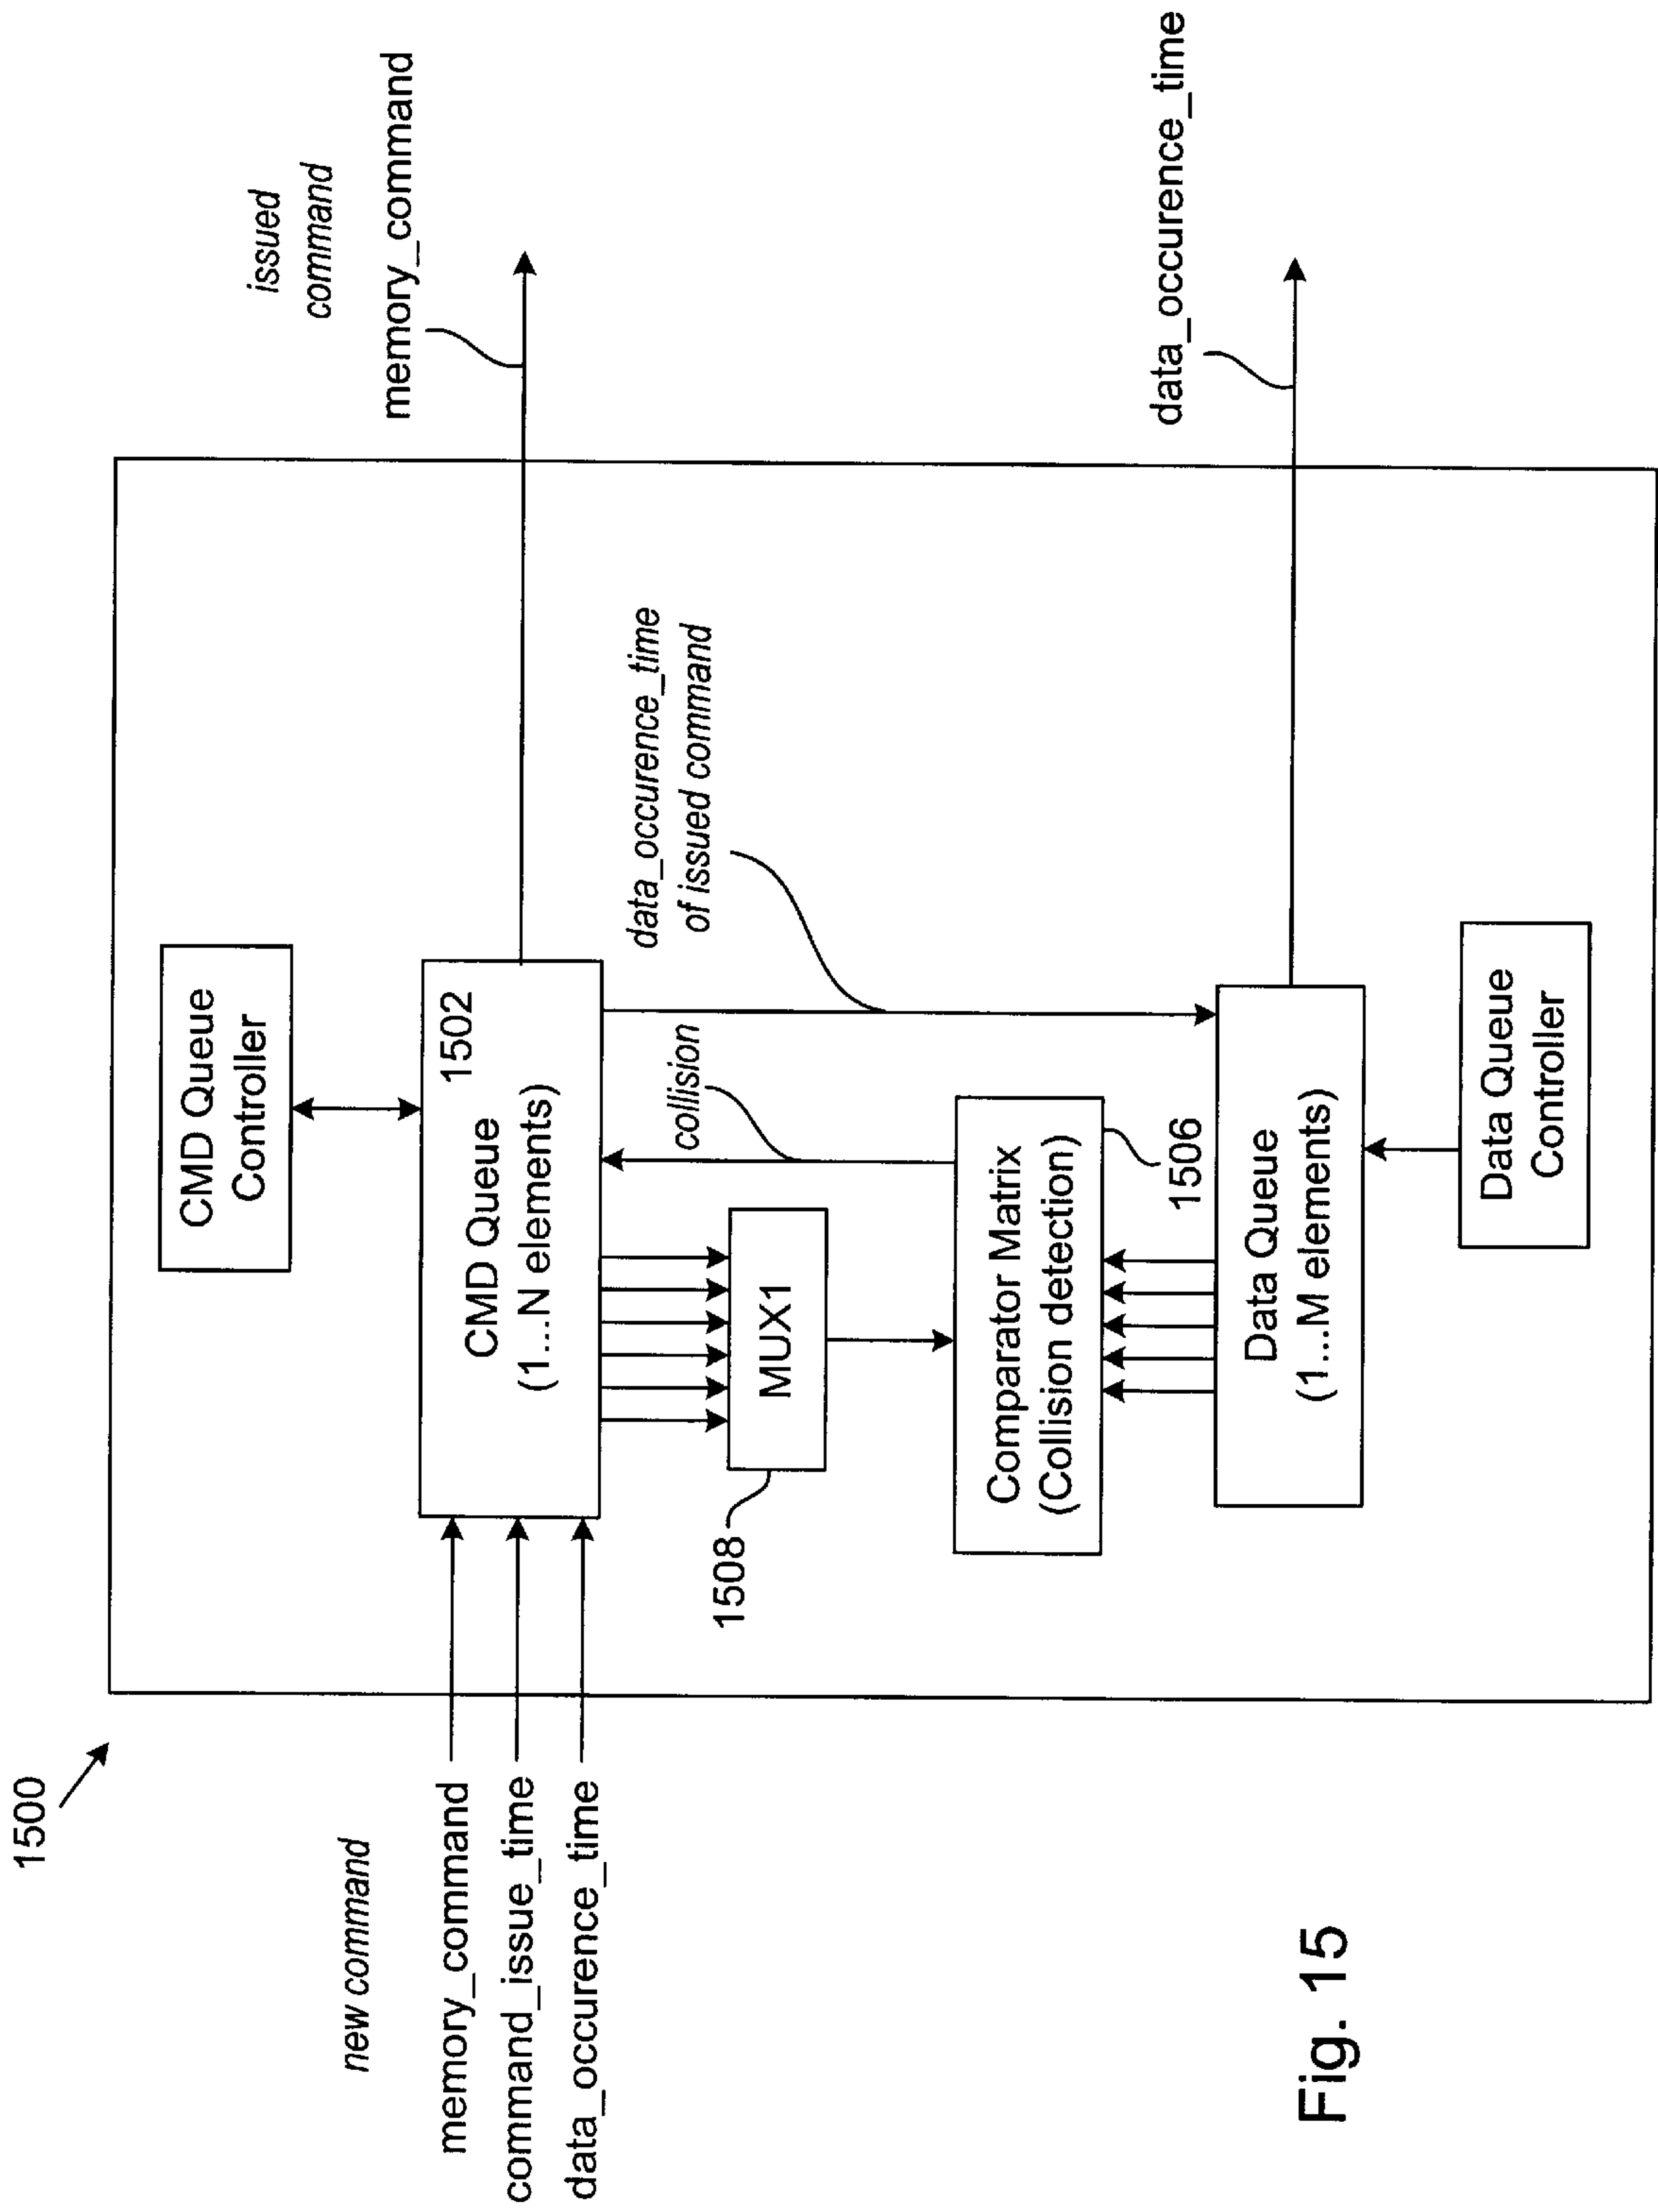 1500
new command
memory_command
command_issue_time
data_occurence_time
CMD Queue
Controller
1502
CMD Queue
(1...N elements)
issued
command
memory_command
1508
MUX1
collision
data_occurence_time
of issued command
Comparator Matrix
(Collision detection)
1506
Data Queue
(1...M elements)
data_occurence_time
Data Queue
Controller
Fig. 15